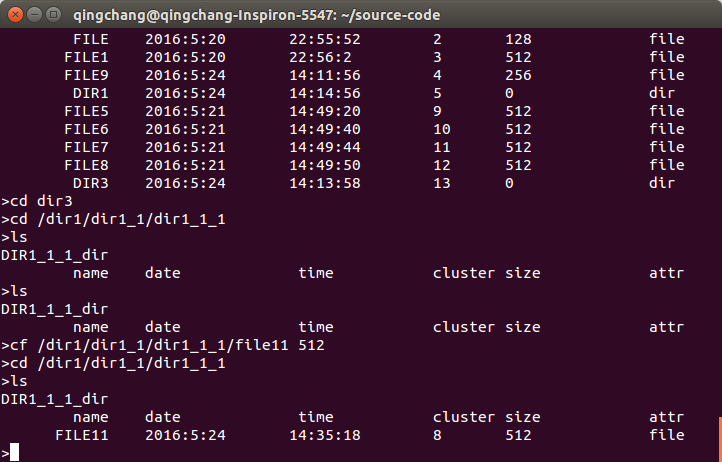 qingchang@qingchang-Inspiron-5547: ~/source-code
FILE 2016:5:20 22:55:52 2 128 file
FILE1 2016:5:20 22:56:2 3 512 file
FILE9 2016:5:24 14:11:56 4 256 file
DIR1 2016:5:24 14:14:56 5 0 dir
FILE5 2016:5:21 14:49:20 9 512 file
FILE6 2016:5:21 14:49:40 10 512 file
FILE7 2016:5:21 14:49:44 11 512 file
FILE8 2016:5:21 14:49:50 12 512 file
DIR3 2016:5:24 14:13:58 13 0 dir
>cd dir3
>cd /dir1/dir1_1/dir1_1_1
>ls
DIR1_1_1_dir
name date time cluster size attr
>ls
DIR1_1_1_dir
name date time cluster size attr
>cf /dir1/dir1_1/dir1_1_1/file11 512
>cd /dir1/dir1_1/dir1_1_1
>ls
DIR1_1_1_dir
name date time cluster size attr
FILE11 2016:5:24 14:35:18 8 512 file
>